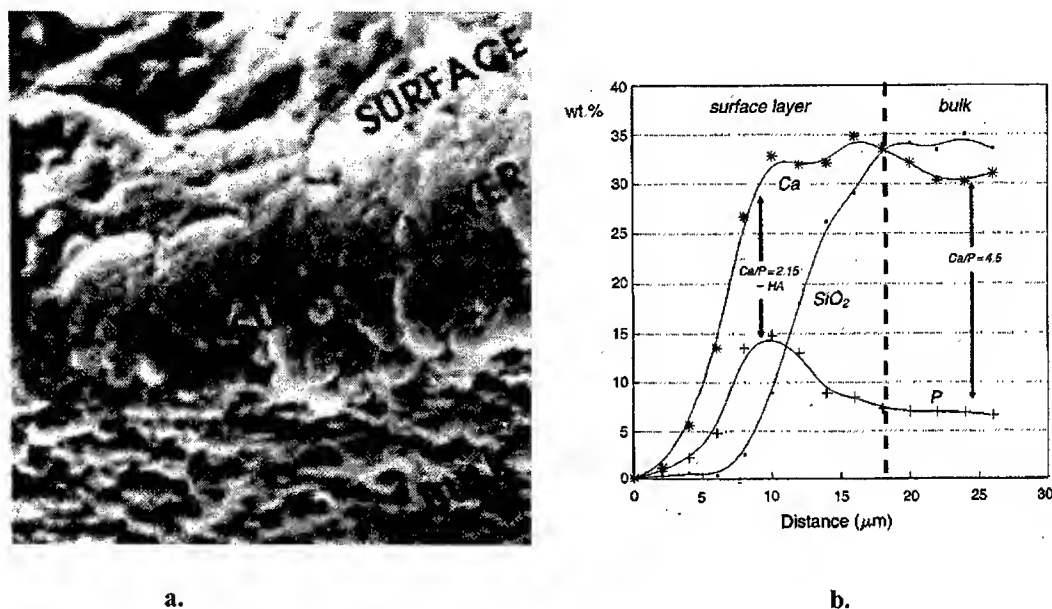 SURFACE
40
35
30
25
20
15
10
5
0
wt.%
surface layer
bulk
Ca
Ca/P=2.15
– HA
SiO₂
Ca/P=4.5
P
0 5 10 15 20 25 30
Distance (μm)
a.
b.